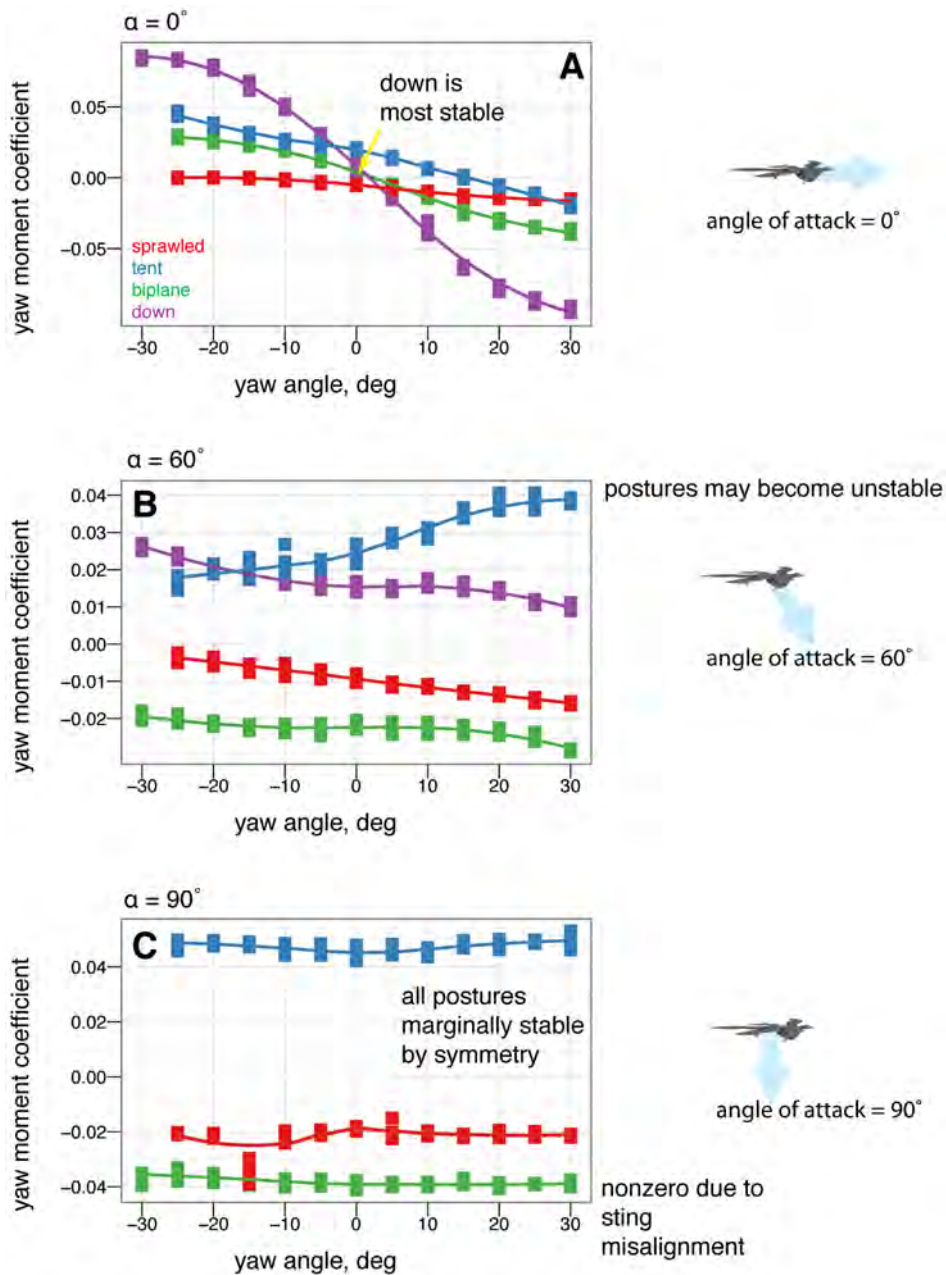 α = 0°
A
down is
most stable
yaw moment coefficient
0.05
0.00
−0.05
sprawled
tent
biplane
down
−30
−20
−10
0
10
20
30
yaw angle, deg
angle of attack = 0°
α = 60°
B
postures may become unstable
yaw moment coefficient
0.04
0.03
0.02
0.01
0.00
−0.01
−0.02
−30
−20
−10
0
10
20
30
yaw angle, deg
angle of attack = 60°
α = 90°
C
yaw moment coefficient
0.04
0.02
0.00
−0.02
−0.04
all postures
marginally stable
by symmetry
−30
−20
−10
0
10
20
30
yaw angle, deg
angle of attack = 90°
nonzero due to
sting
misalignment